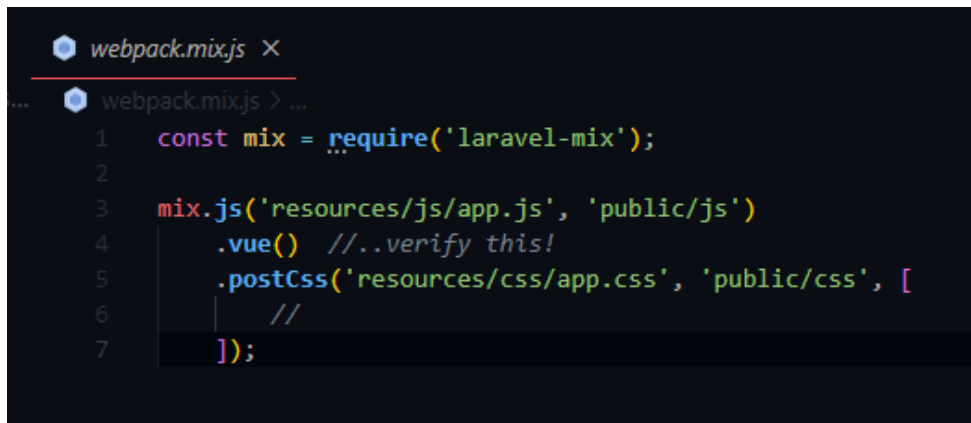 webpack.mix.js ×
... webpack.mix.js > ...
1 const mix = require('laravel-mix');
2
3 mix.js('resources/js/app.js', 'public/js')
4 .vue() //..verify this!
5 .postCss('resources/css/app.css', 'public/css', [
6 //
7 ]);